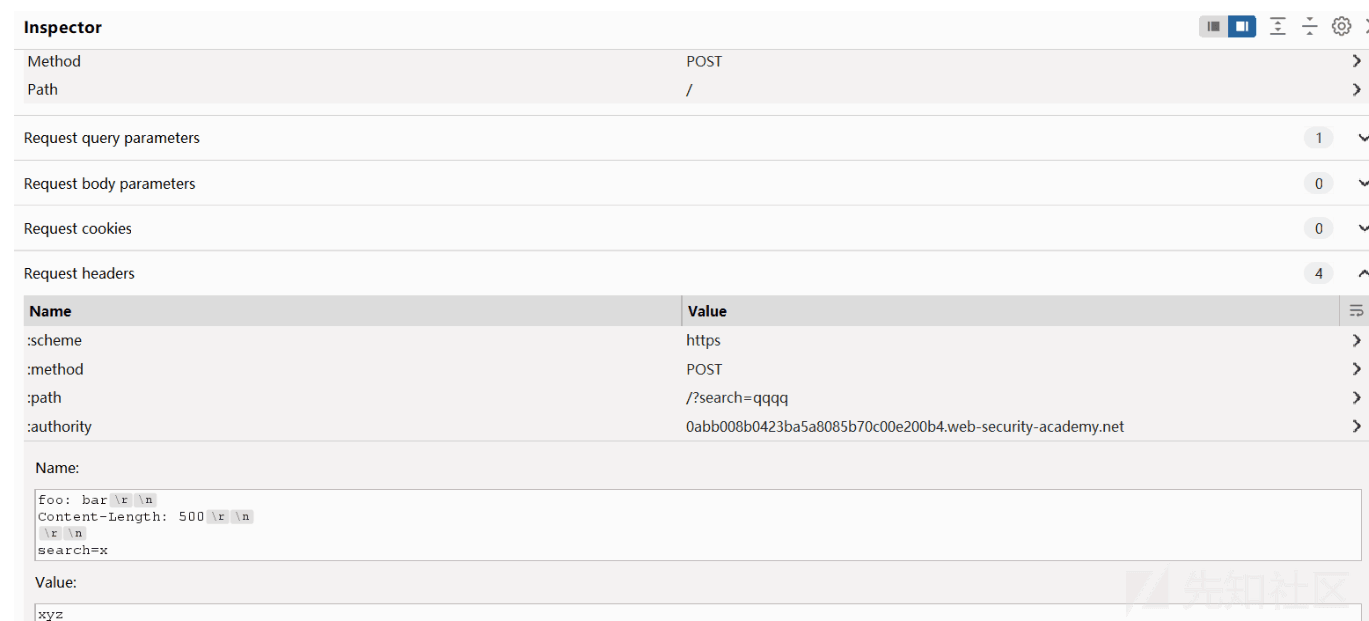 Inspector
Method POST
Path /
Request query parameters 1
Request body parameters 0
Request cookies 0
Request headers 4
Name Value
:scheme https
:method POST
:path /?search=qqqq
:authority 0abb008b0423ba5a8085b70c00e200b4.web-security-academy.net
Name:
foo: bar\r\n
Content-Length: 500\r\n
\r\n
search=x
Value:
xyz
先知社区